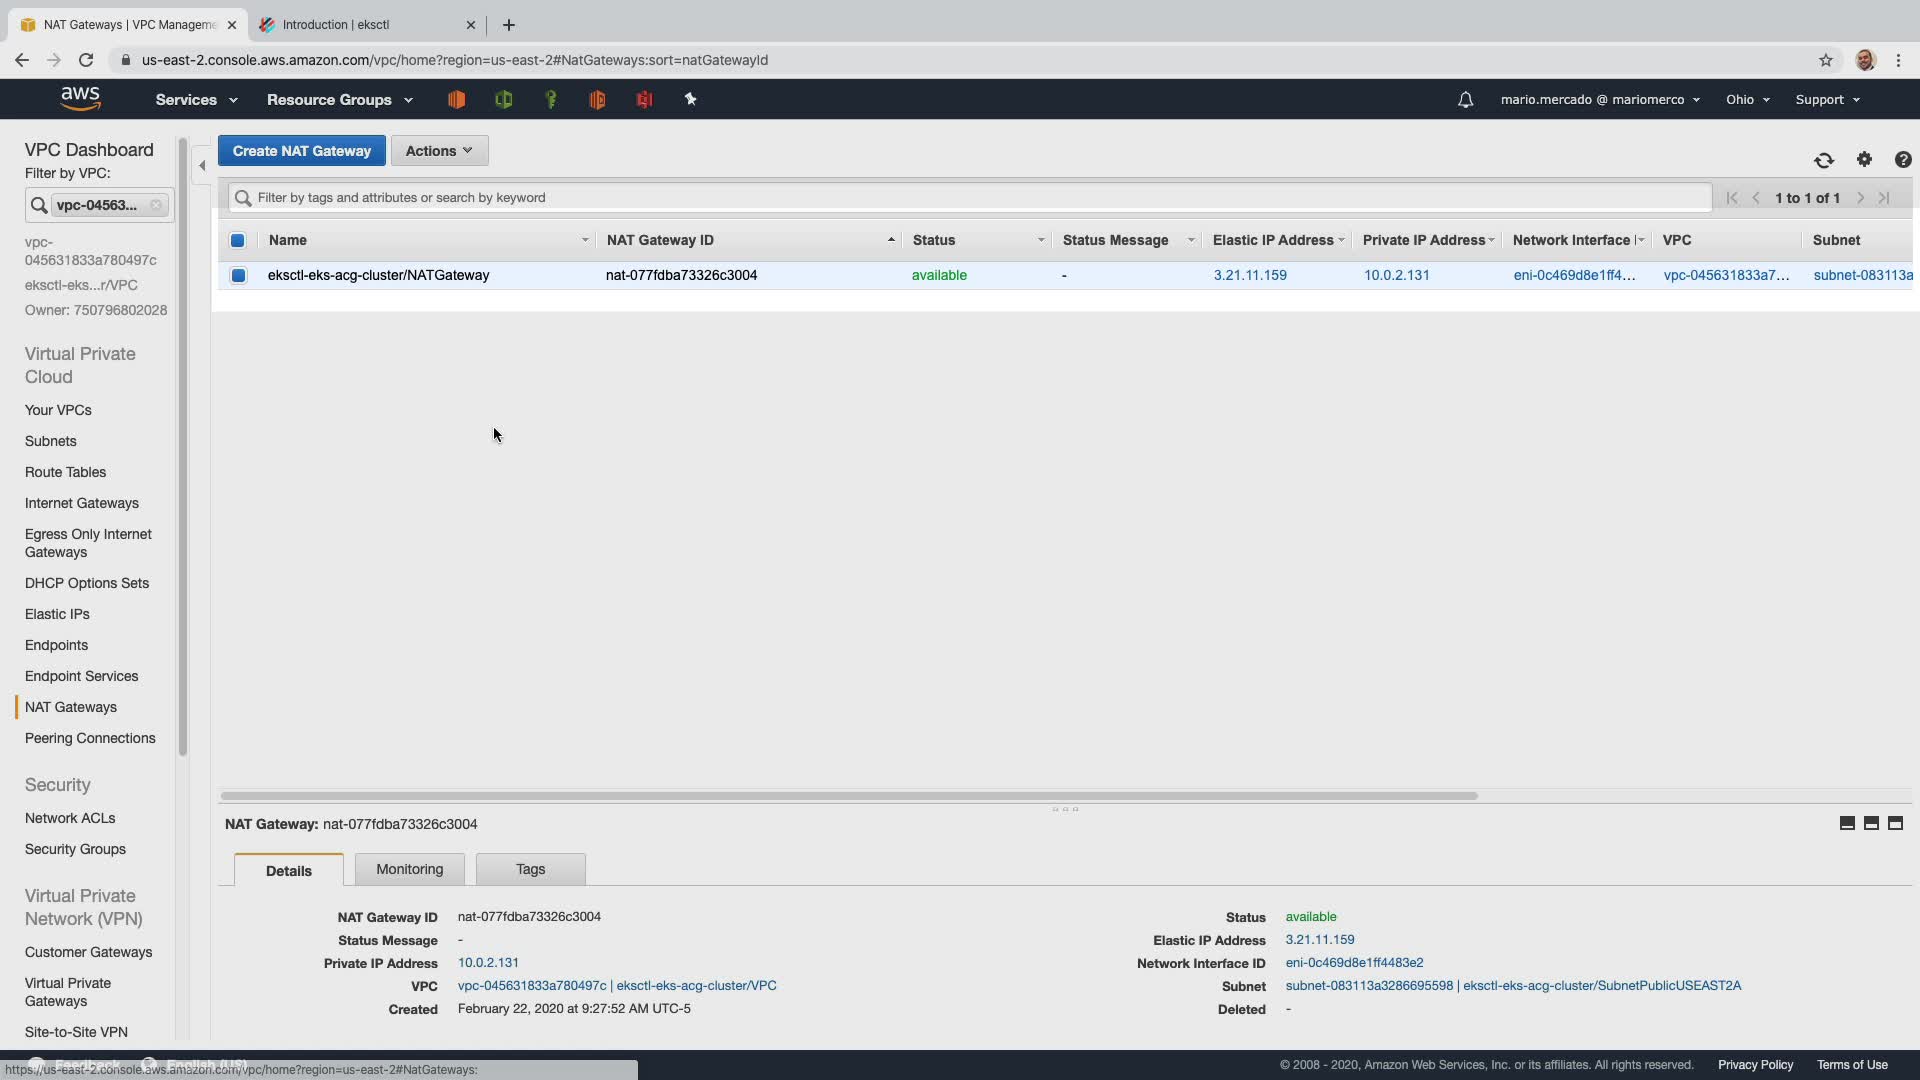 NAT Gateways | VPC Manageme
Introduction | eksctl
us-east-2.console.aws.amazon.com/vpc/home?region=us-east-2#NatGateways:sort=natGatewayId
aws
Services
Resource Groups
mario.mercado @ mariomerco
Ohio
Support
VPC Dashboard
Filter by VPC:
vpc-04563...
vpc-
045631833a780497c
eksctl-eks...r/VPC
Owner: 750796802028
Virtual Private
Cloud
Your VPCs
Subnets
Route Tables
Internet Gateways
Egress Only Internet
Gateways
DHCP Options Sets
Elastic IPs
Endpoints
Endpoint Services
NAT Gateways
Peering Connections
Security
Network ACLs
Security Groups
Virtual Private
Network (VPN)
Customer Gateways
Virtual Private
Gateways
Site-to-Site VPN
Create NAT Gateway
Actions
Filter by tags and attributes or search by keyword
1 to 1 of 1
Name NAT Gateway ID Status Status Message Elastic IP Address Private IP Address Network Interface VPC Subnet
eksctl-eks-acg-cluster/NATGateway nat-077fdba73326c3004 available - 3.21.11.159 10.0.2.131 eni-0c469d8e1ff4... vpc-045631833a7... subnet-083113a
NAT Gateway: nat-077fdba73326c3004
Details
Monitoring
Tags
NAT Gateway ID nat-077fdba73326c3004
Status Message -
Private IP Address 10.0.2.131
VPC vpc-045631833a780497c | eksctl-eks-acg-cluster/VPC
Created February 22, 2020 at 9:27:52 AM UTC-5
Status available
Elastic IP Address 3.21.11.159
Network Interface ID eni-0c469d8e1ff4483e2
Subnet subnet-083113a3286695598 | eksctl-eks-acg-cluster/SubnetPublicUSEAST2A
Deleted -
Feedback English (US)
https://us-east-2.console.aws.amazon.com/vpc/home?region=us-east-2#NatGateways:
© 2008 - 2020, Amazon Web Services, Inc. or its affiliates. All rights reserved.
Privacy Policy
Terms of Use